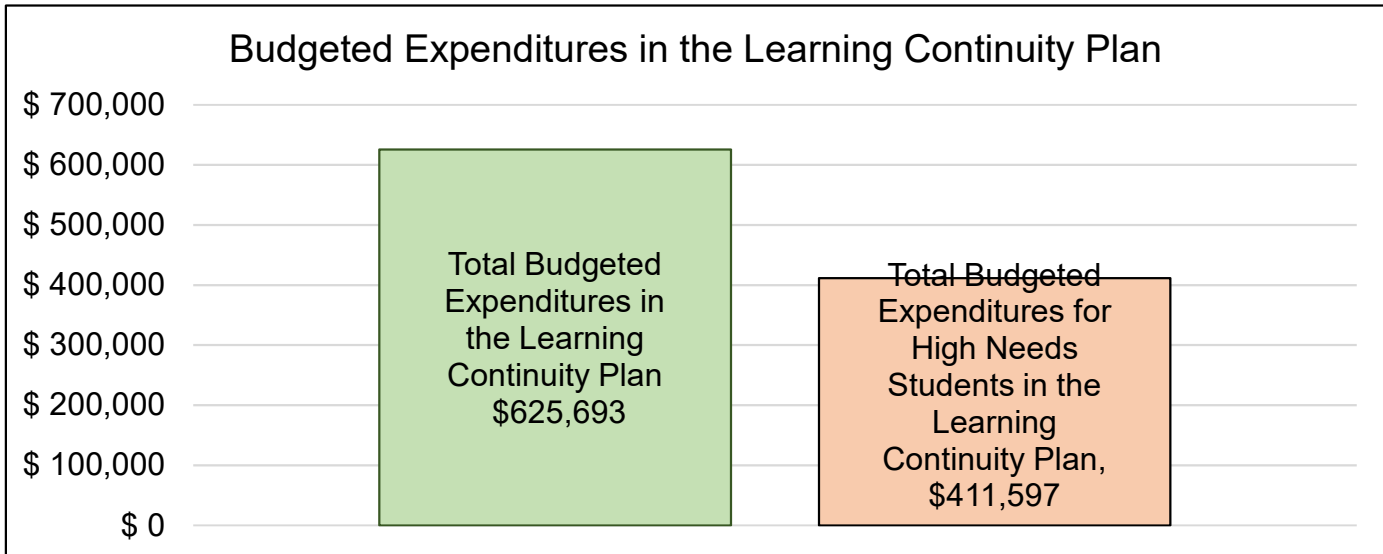 Budgeted Expenditures in the Learning Continuity Plan
$ 700,000
$ 600,000
$ 500,000
$ 400,000
$ 300,000
$ 200,000
$ 100,000
$ 0
Total Budgeted
Expenditures in
the Learning
Continuity Plan
$625,693
Total Budgeted
Expenditures for
High Needs
Students in the
Learning
Continuity Plan,
$411,597